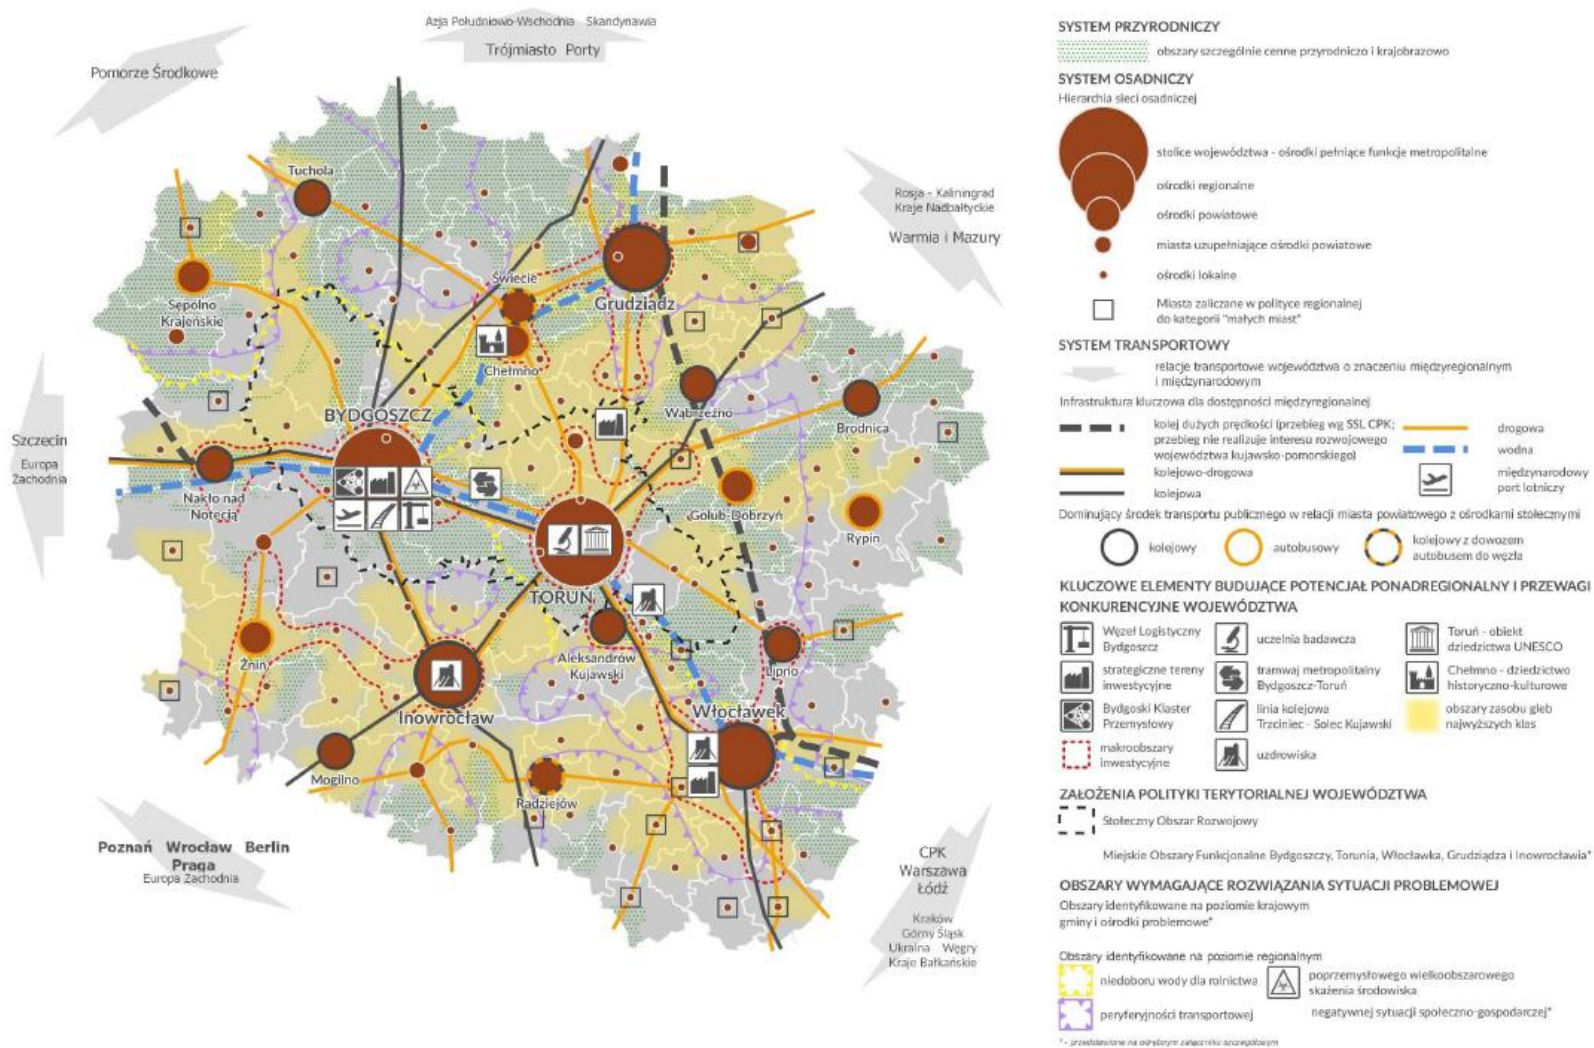 Azja Południowo-Wschodnia Skandynawia
Trójmiasto Porty
Pomorze Środkowe
Rosja - Kaliningrad
Kraje Nadbałtyckie
Warmia i Mazury
Szczecin
Europa
Zachodnia
Poznań Wrocław Berlin
Praga
Europa Zachodnia
CPK
Warszawa
Łódź
Kraków
Górny Śląsk
Ukraina Węgry
Kraje Bałkańskie
Tuchola
Sępólno
Krajeńskie
Świecie
Grudziądz
Chełmno
BYDGOSZCZ
Wąbrzeźno
Brodnica
Nakło nad
Notecią
Golub-Dobrzyń
Rypin
TORUŃ
Żnin
Aleksandrów
Kujawski
Lipno
Inowrocław
Włocławek
Mogilno
Radziejów
SYSTEM PRZYRODNICZY
obszary szczególnie cenne przyrodniczo i krajobrazowo
SYSTEM OSADNICZY
Hierarchia sieci osadniczej
stolice województwa - ośrodki pełniące funkcje metropolitalne
ośrodki regionalne
ośrodki powiatowe
miasta uzupełniające ośrodki powiatowe
ośrodki lokalne
Miasta zaliczane w polityce regionalnej
do kategorii "małych miast"
SYSTEM TRANSPORTOWY
relacje transportowe województwa o znaczeniu międzyregionalnym
i międzynarodowym
Infrastruktura kluczowa dla dostępności międzyregionalnej
kolej dużych prędkości (przebieg wg SSL CPK;
przebieg nie realizuje interesu rozwojowego
województwa kujawsko-pomorskiego)
kolejowo-drogowa
kolejowa
drogowa
wodna
międzynarodowy
port lotniczy
Dominujący środek transportu publicznego w relacji miasta powiatowego z ośrodkami stołecznymi
kolejowy
autobusowy
kolejowy z dowozem
autobusem do węzła
KLUCZOWE ELEMENTY BUDUJĄCE POTENCJAŁ PONADREGIONALNY I PRZEWAGI
KONKURENCYJNE WOJEWÓDZTWA
Węzeł Logistyczny
Bydgoszcz
uczelnia badawcza
Toruń - obiekt
dziedzictwa UNESCO
strategiczne tereny
inwestycyjne
tramwaj metropolitalny
Bydgoszcz-Toruń
Chełmno - dziedzictwo
historyczno-kulturowe
Bydgoski Klaster
Przemysłowy
linia kolejowa
Trzciniec - Solec Kujawski
obszary zasobu gleb
najwyższych klas
makroobszary
inwestycyjne
uzdrowiska
ZAŁOŻENIA POLITYKI TERYTORIALNEJ WOJEWÓDZTWA
Stołeczny Obszar Rozwojowy
Miejskie Obszary Funkcjonalne Bydgoszczy, Torunia, Włocławka, Grudziądza i Inowrocławia*
OBSZARY WYMAGAJĄCE ROZWIĄZANIA SYTUACJI PROBLEMOWEJ
Obszary identyfikowane na poziomie krajowym
gminy i ośrodki problemowe*
Obszary identyfikowane na poziomie regionalnym
niedoboru wody dla rolnictwa
poprzemysłowego wielkoobszarowego
skażenia środowiska
peryferyjności transportowej
negatywnej sytuacji społeczno-gospodarczej*
* - przedstawione na odrębnym załączniku szczegółowym